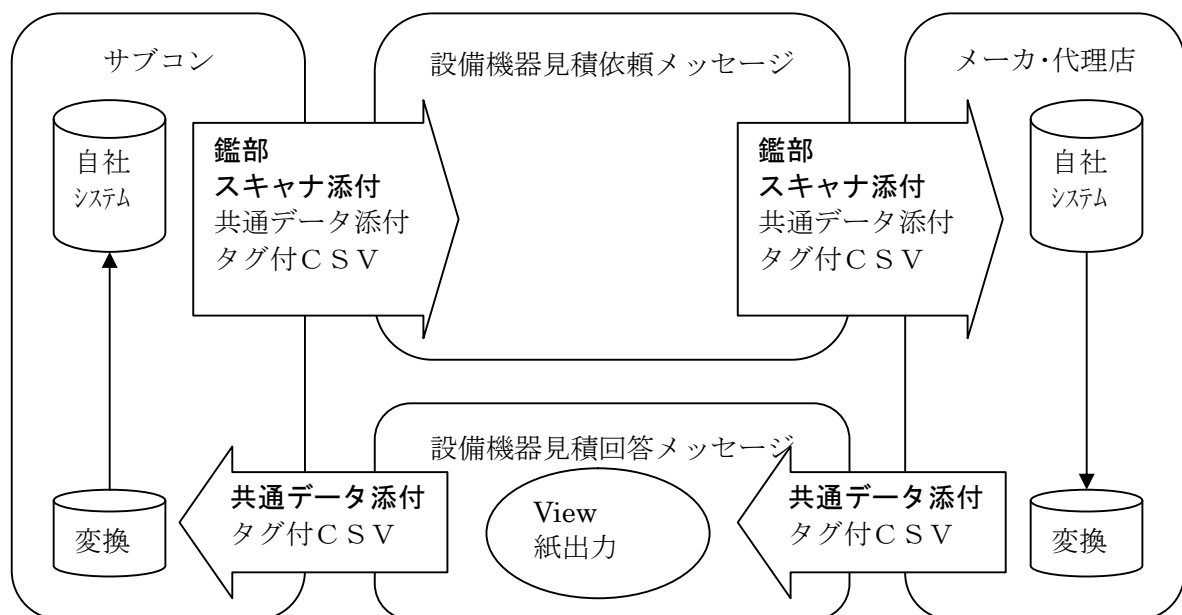 サブコン
設備機器見積依頼メッセージ
メーカ・代理店
自社
ｼｽﾃﾑ
鑑部
スキャナ添付
共通データ添付
タグ付ＣＳＶ
鑑部
スキャナ添付
共通データ添付
タグ付ＣＳＶ
自社
ｼｽﾃﾑ
設備機器見積回答メッセージ
変換
共通データ添付
タグ付ＣＳＶ
View
紙出力
共通データ添付
タグ付ＣＳＶ
変換